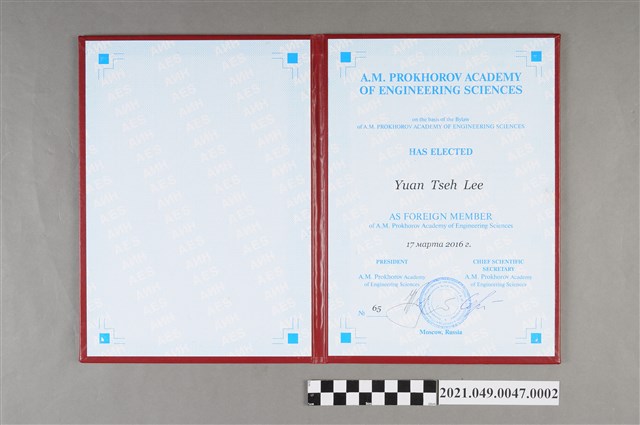 A.M. PROKHOROV ACADEMY
OF ENGINEERING SCIENCES
on the basis of the Bylaw
of A.M. PROKHOROV ACADEMY OF ENGINEERING SCIENCES
HAS ELECTED
Yuan Tseh Lee
AS FOREIGN MEMBER
of A.M. Prokhorov Academy of Engineering Sciences
17 марта 2016 г.
PRESIDENT
A.M. Prokhorov Academy
of Engineering Sciences
CHIEF SCIENTIFIC
SECRETARY
A.M. Prokhorov Academy
of Engineering Sciences
№ 65
Moscow, Russia
2021.049.0047.0002